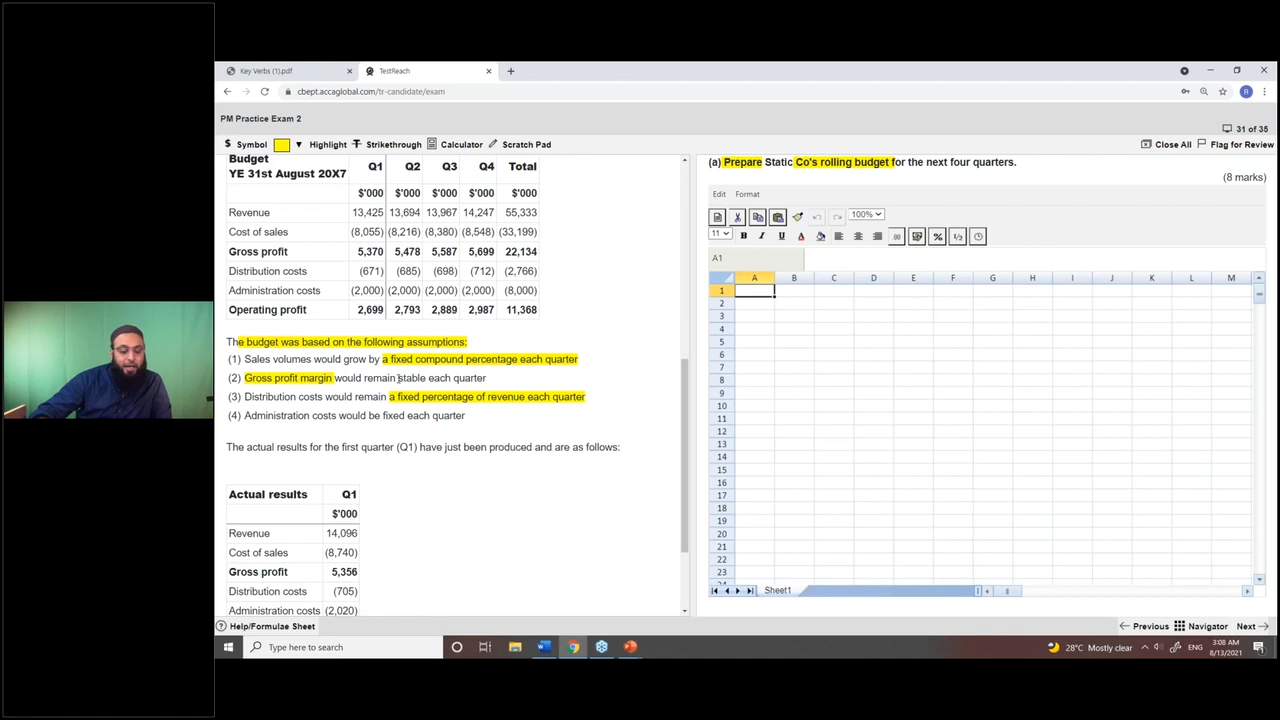 Key Verbs (1).pdf
TestReach
cbept.accaglobal.com/tr-candidate/exam
R
PM Practice Exam 2
31 of 35
$ Symbol Highlight Strikethrough Calculator Scratch Pad
Close All Flag for Review
Budget
YE 31st August 20X7 Q1 Q2 Q3 Q4 Total
$'000 $'000 $'000 $'000 $'000
Revenue 13,425 13,694 13,967 14,247 55,333
Cost of sales (8,055) (8,216) (8,380) (8,548) (33,199)
Gross profit 5,370 5,478 5,587 5,699 22,134
Distribution costs (671) (685) (698) (712) (2,766)
Administration costs (2,000) (2,000) (2,000) (2,000) (8,000)
Operating profit 2,699 2,793 2,889 2,987 11,368
The budget was based on the following assumptions:
(1) Sales volumes would grow by a fixed compound percentage each quarter
(2) Gross profit margin would remain stable each quarter
(3) Distribution costs would remain a fixed percentage of revenue each quarter
(4) Administration costs would be fixed each quarter
The actual results for the first quarter (Q1) have just been produced and are as follows:
Actual results Q1
$'000
Revenue 14,096
Cost of sales (8,740)
Gross profit 5,356
Distribution costs (705)
Administration costs (2,020)
(a) Prepare Static Co's rolling budget for the next four quarters.
(8 marks)
Edit Format
100%
11 B I U A .00 % 1/2
A1
A B C D E F G H I J K L M
1
2
3
4
5
6
7
8
9
10
11
12
13
14
15
16
17
18
19
20
21
22
23
Sheet1
Help/Formulae Sheet
Previous Navigator Next
Type here to search
28°C Mostly clear ENG
3:08 AM
8/13/2021